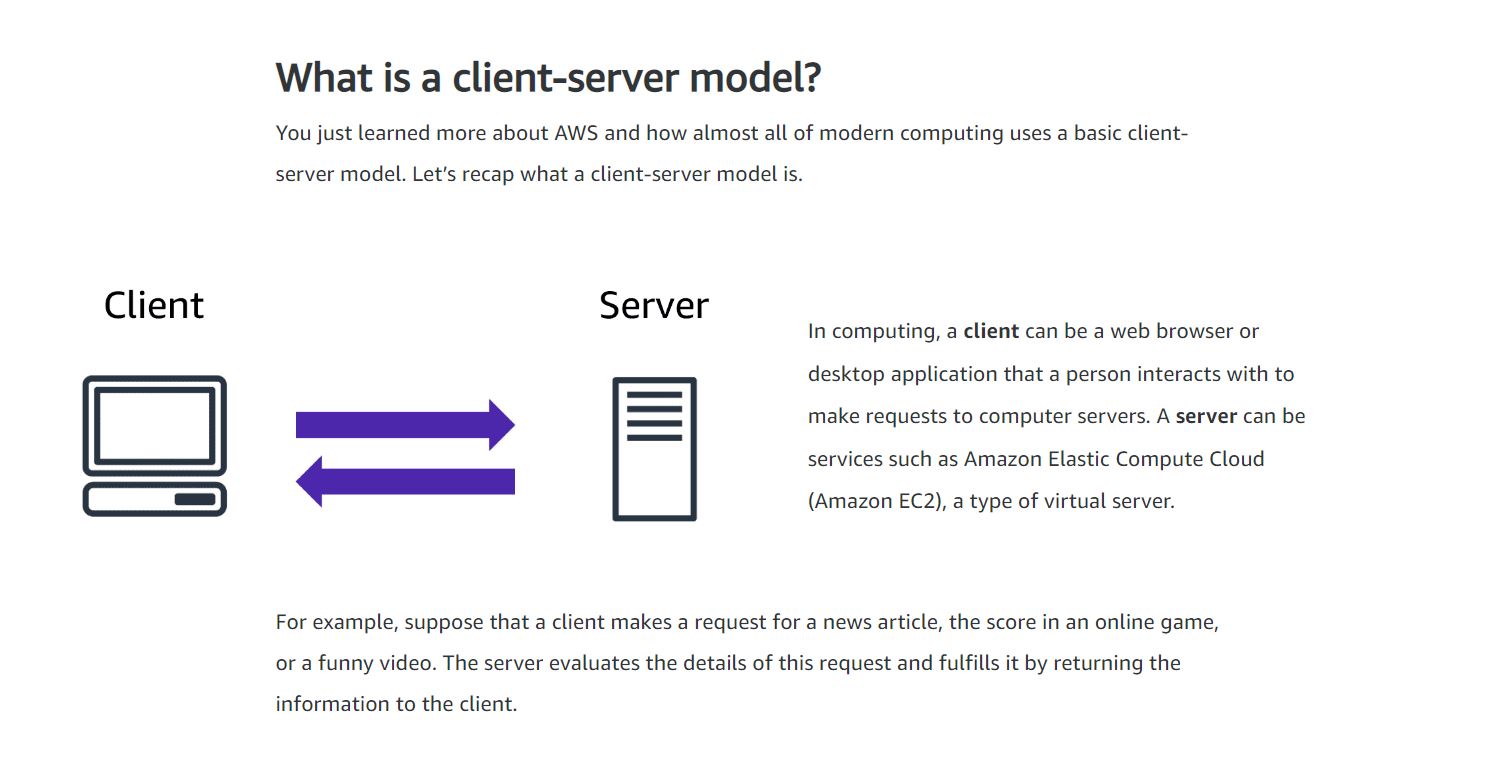 What is a client-server model?
You just learned more about AWS and how almost all of modern computing uses a basic client-
server model. Let’s recap what a client-server model is.
Client
Server
In computing, a client can be a web browser or
desktop application that a person interacts with to
make requests to computer servers. A server can be
services such as Amazon Elastic Compute Cloud
(Amazon EC2), a type of virtual server.
For example, suppose that a client makes a request for a news article, the score in an online game,
or a funny video. The server evaluates the details of this request and fulfills it by returning the
information to the client.